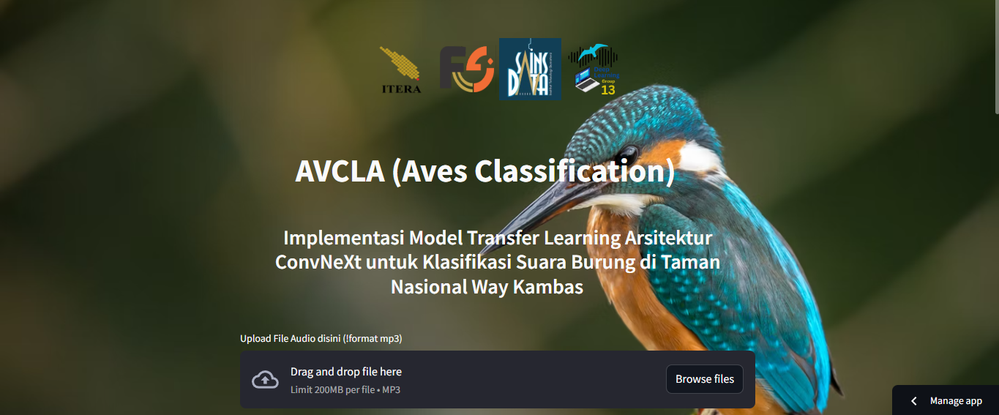 ITERA
FS
SAINS
DATA
Deep
Learning
Group
13
AVCLA (Aves Classification)
Implementasi Model Transfer Learning Arsitektur
ConvNeXt untuk Klasifikasi Suara Burung di Taman
Nasional Way Kambas
Upload File Audio disini (!format mp3)
Drag and drop file here
Limit 200MB per file • MP3
Browse files
Manage app